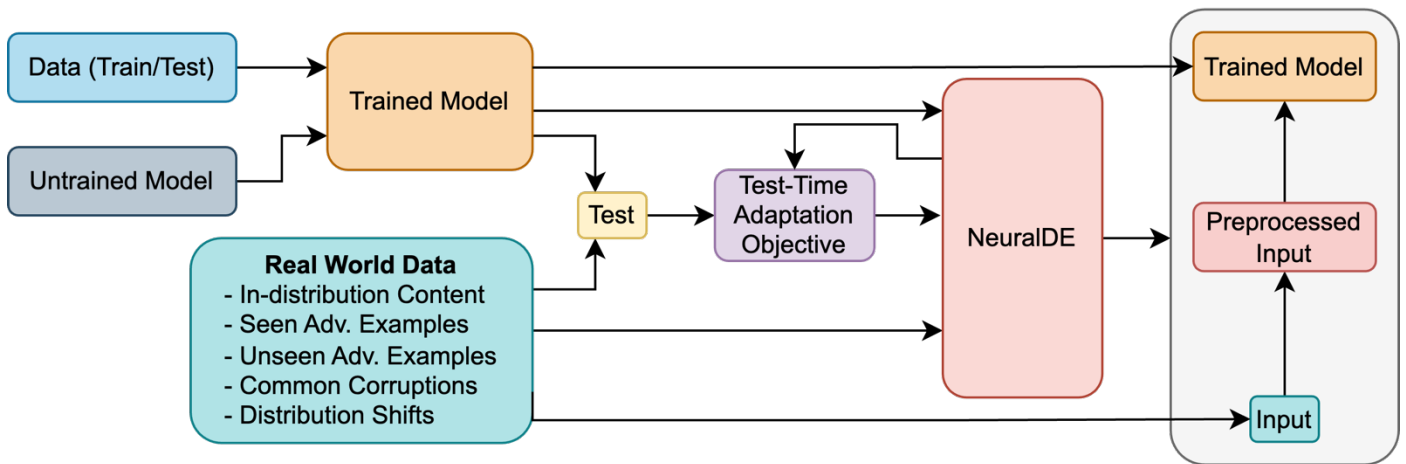 Data (Train/Test)
Untrained Model
Trained Model
Real World Data
- In-distribution Content
- Seen Adv. Examples
- Unseen Adv. Examples
- Common Corruptions
- Distribution Shifts
Test
Test-Time
Adaptation
Objective
NeuralDE
Trained Model
Preprocessed
Input
Input